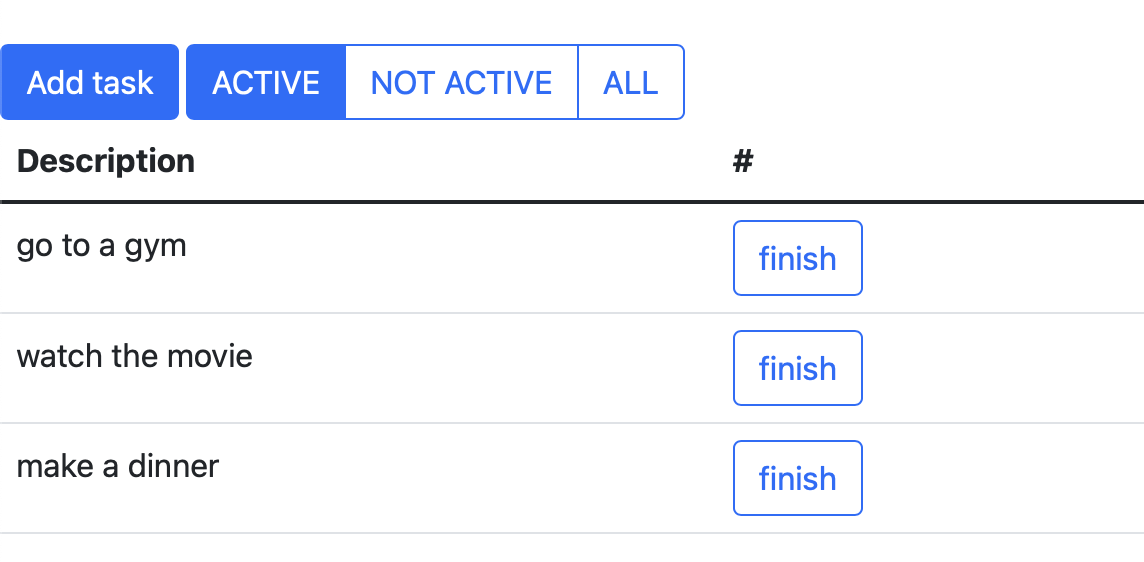 Add task ACTIVE NOT ACTIVE ALL
Description #
go to a gym finish
watch the movie finish
make a dinner finish